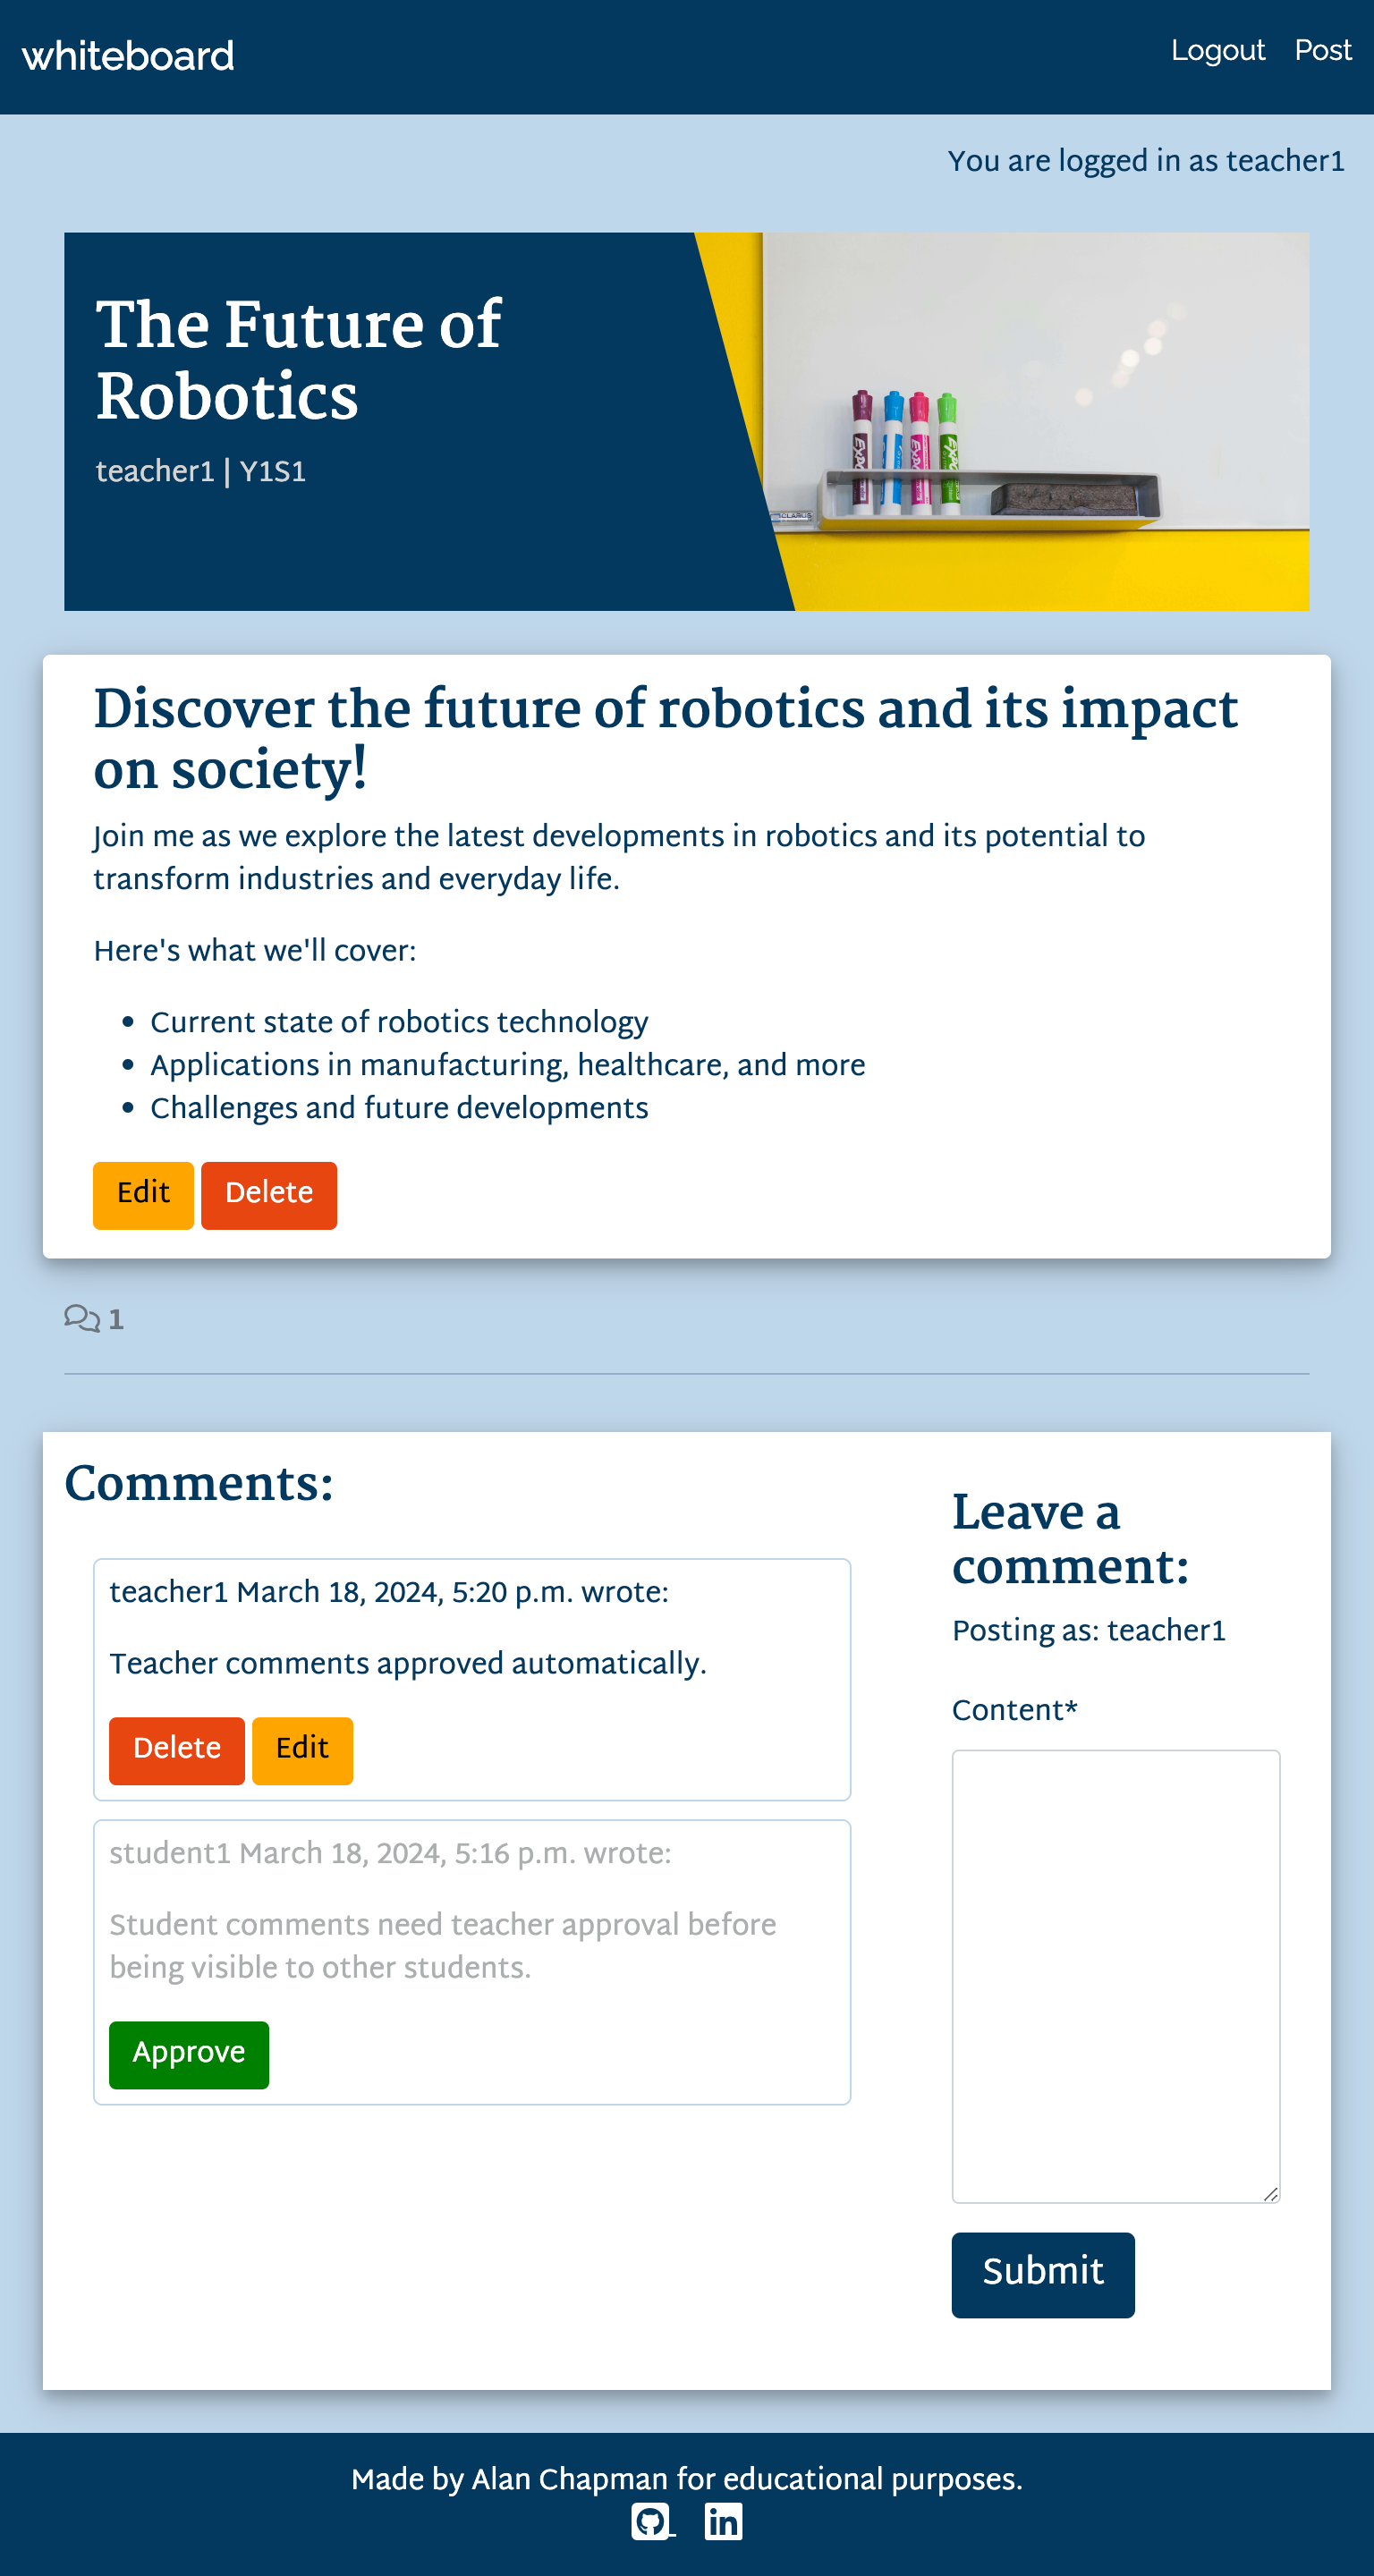 whiteboard
Logout Post
You are logged in as teacher1
The Future of
Robotics
teacher1 | Y1S1
EXPO
EXPO
EXPO
CLARUS
Discover the future of robotics and its impact
on society!
Join me as we explore the latest developments in robotics and its potential to
transform industries and everyday life.
Here's what we'll cover:
• Current state of robotics technology
• Applications in manufacturing, healthcare, and more
• Challenges and future developments
Edit Delete
1
Comments:
teacher1 March 18, 2024, 5:20 p.m. wrote:
Teacher comments approved automatically.
Delete Edit
student1 March 18, 2024, 5:16 p.m. wrote:
Student comments need teacher approval before
being visible to other students.
Approve
Leave a
comment:
Posting as: teacher1
Content*
Submit
Made by Alan Chapman for educational purposes.
in